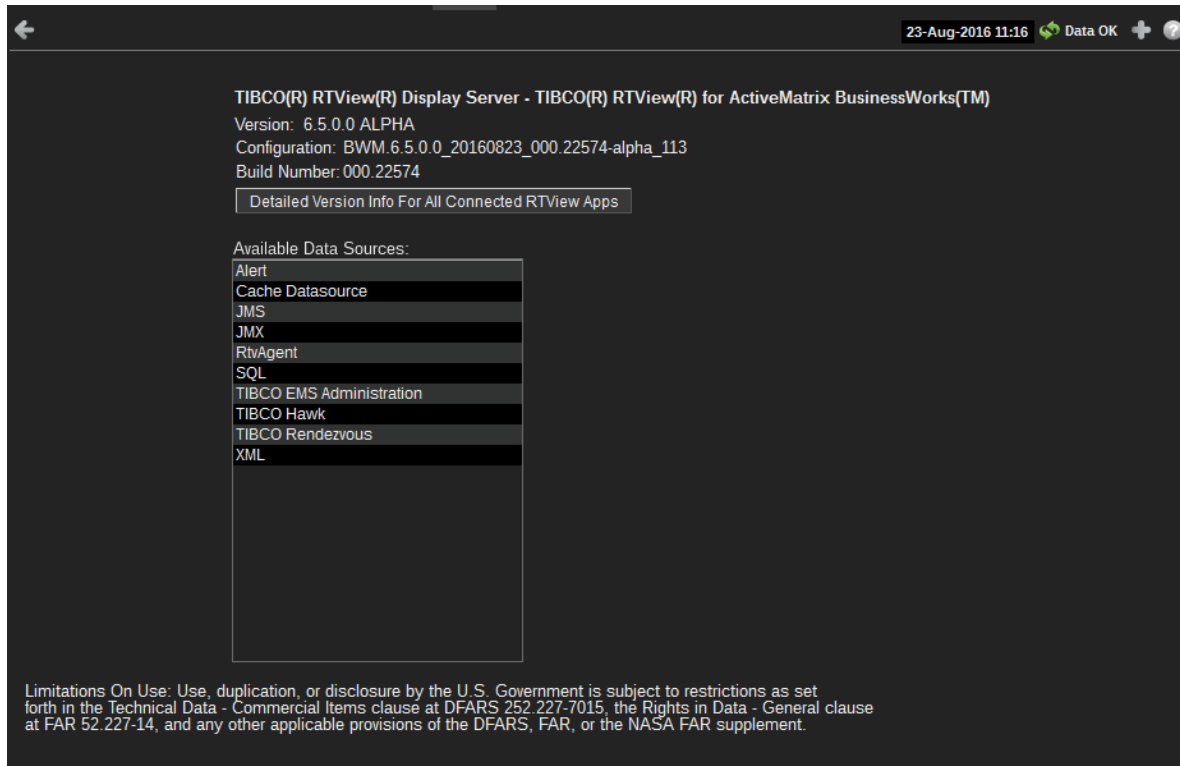 23-Aug-2016 11:16 Data OK
TIBCO(R) RTView(R) Display Server - TIBCO(R) RTView(R) for ActiveMatrix BusinessWorks(TM)
Version: 6.5.0.0 ALPHA
Configuration: BWM.6.5.0.0_20160823_000.22574-alpha_113
Build Number: 000.22574
Detailed Version Info For All Connected RTView Apps
Available Data Sources:
Alert
Cache Datasource
JMS
JMX
RtvAgent
SQL
TIBCO EMS Administration
TIBCO Hawk
TIBCO Rendezvous
XML
Limitations On Use: Use, duplication, or disclosure by the U.S. Government is subject to restrictions as set
forth in the Technical Data - Commercial Items clause at DFARS 252.227-7015, the Rights in Data - General clause
at FAR 52.227-14, and any other applicable provisions of the DFARS, FAR, or the NASA FAR supplement.